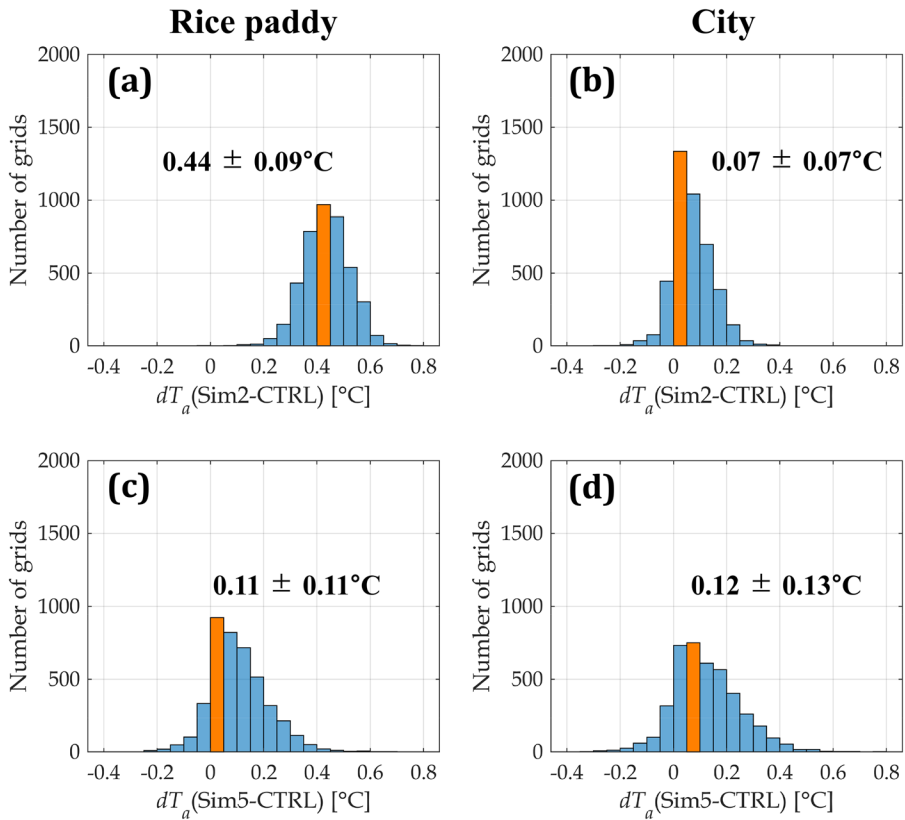 Rice paddy City
(a)
2000
1500
1000
500
0
Number of grids
0.44 ± 0.09°C
-0.4 -0.2 0 0.2 0.4 0.6 0.8
dTa(Sim2-CTRL) [°C]
(b)
2000
1500
1000
500
0
Number of grids
0.07 ± 0.07°C
-0.4 -0.2 0 0.2 0.4 0.6 0.8
dTa(Sim2-CTRL) [°C]
(c)
2000
1500
1000
500
0
Number of grids
0.11 ± 0.11°C
-0.4 -0.2 0 0.2 0.4 0.6 0.8
dTa(Sim5-CTRL) [°C]
(d)
2000
1500
1000
500
0
Number of grids
0.12 ± 0.13°C
-0.4 -0.2 0 0.2 0.4 0.6 0.8
dTa(Sim5-CTRL) [°C]